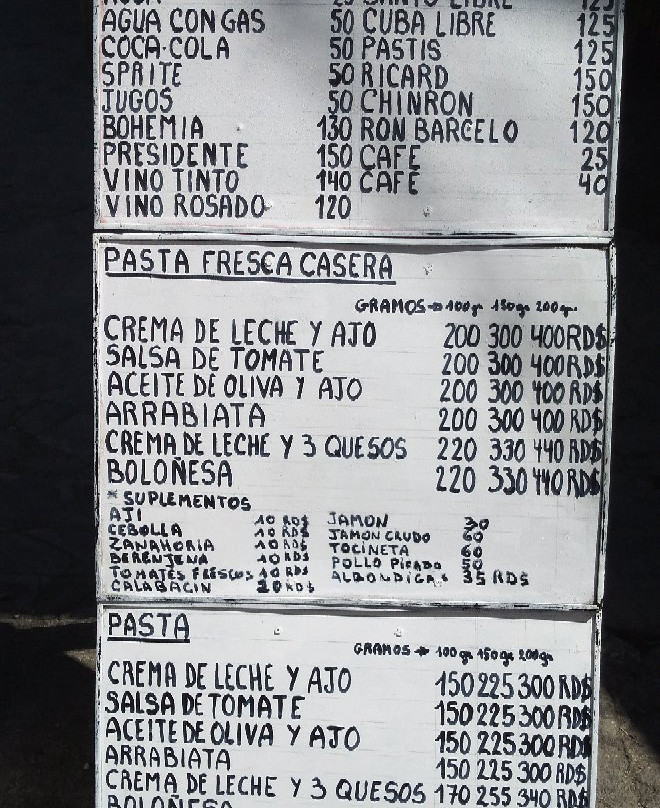 AGUA CON GAS 50 CUBA LIBRE 125
COCA-COLA 50 PASTIS 125
SPRITE 50 RICARD 150
JUGOS 50 CHINRON 150
BOHEMIA 130 RON BARCELO 120
PRESIDENTE 150 CAFE 25
VINO TINTO 140 CAFE 40
VINO ROSADO 120
PASTA FRESCA CASERA
GRAMOS → 100gr 150gr 200gr
CREMA DE LECHE Y AJO 200 300 400RD$
SALSA DE TOMATE 200 300 400RD$
ACEITE DE OLIVA Y AJO 200 300 400RD$
ARRABIATA 200 300 400RD$
CREMA DE LECHE Y 3 QUESOS 220 330 440RD$
BOLOÑESA 220 330 440RD$
* SUPLEMENTOS
AJI 10 RD$ JAMON 30
CEBOLLA 10 RD$ JAMON CRUDO 60
ZANAHORIA 10 RD$ TOCINETA 60
BERENJENA 10 RD$ POLLO PICADO 50
TOMATES FRESCOS 10 RD$ ALBONDIGAS 35 RD$
CALABACIN 20 RD$
PASTA
GRAMOS → 100gr 150gr 200gr
CREMA DE LECHE Y AJO 150 225 300 RD$
SALSA DE TOMATE 150 225 300 RD$
ACEITE DE OLIVA Y AJO 150 225 300 RD$
ARRABIATA 150 225 300 RD$
CREMA DE LECHE Y 3 QUESOS 170 255 340 RD$
BOLOÑESA